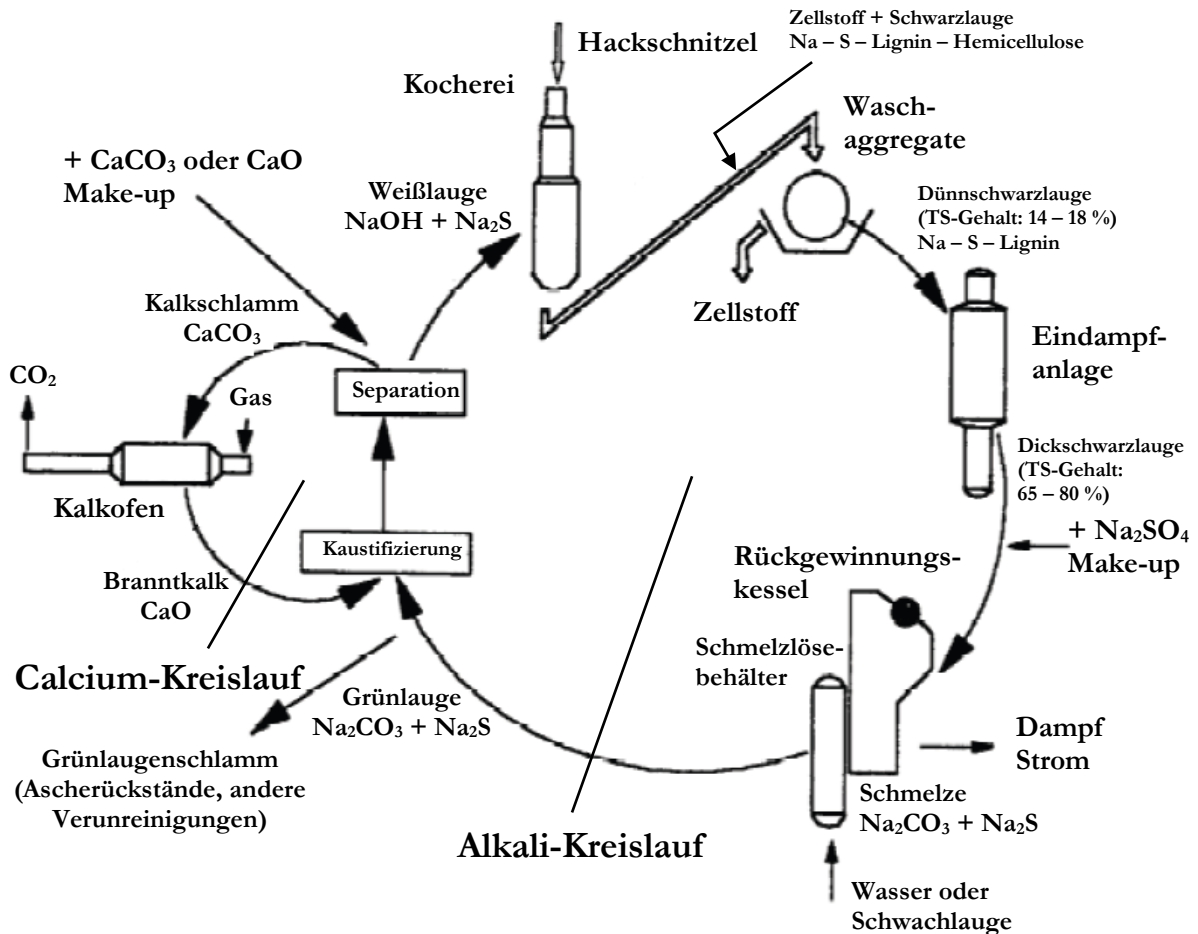 Zellstoff + Schwarzlauge
Na – S – Lignin – Hemicellulose
Hackschnitzel
Kocherei
Wasch-
aggregate
+ CaCO₃ oder CaO
Make-up
Weißlauge
NaOH + Na₂S
Dünnschwarzlauge
(TS-Gehalt: 14 – 18 %)
Na – S – Lignin
Kalkschlamm
CaCO₃
Zellstoff
Eindampf-
anlage
CO₂
Gas
Separation
Kalkofen
Dickschwarzlauge
(TS-Gehalt:
65 – 80 %)
Kaustifizierung
+ Na₂SO₄
Make-up
Rückgewinnungs-
kessel
Branntkalk
CaO
Schmelzlöse-
behälter
Calcium-Kreislauf
Grünlauge
Na₂CO₃ + Na₂S
Dampf
Strom
Grünlaugenschlamm
(Ascherückstände, andere
Verunreinigungen)
Schmelze
Na₂CO₃ + Na₂S
Alkali-Kreislauf
Wasser oder
Schwachlauge